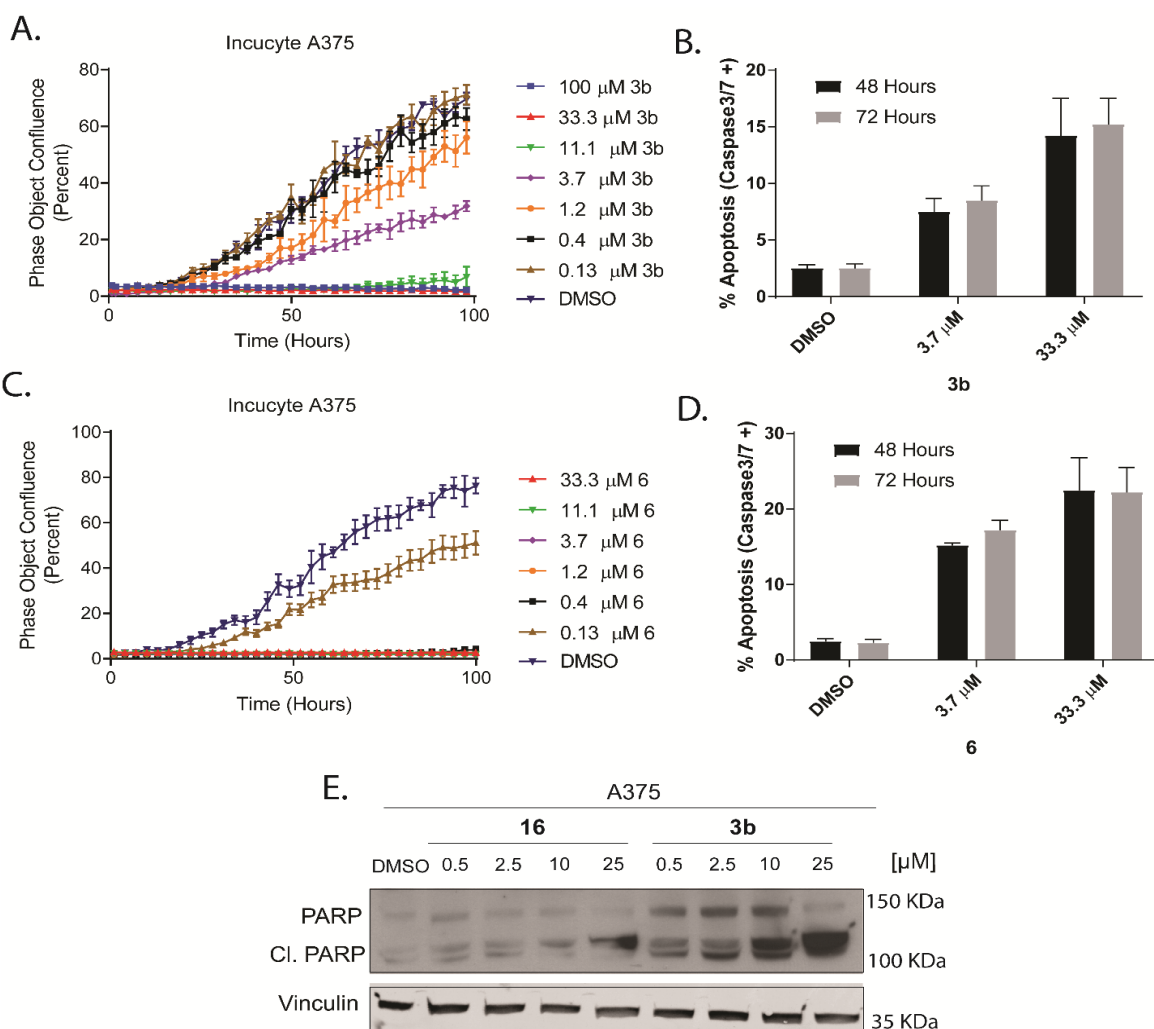 A.
Incucyte A375
Phase Object Confluence
(Percent)
80
60
40
20
0
0
50
100
Time (Hours)
100 μM 3b
33.3 μM 3b
11.1 μM 3b
3.7 μM 3b
1.2 μM 3b
0.4 μM 3b
0.13 μM 3b
DMSO
B.
% Apoptosis (Caspase3/7 +)
20
15
10
5
0
48 Hours
72 Hours
DMSO
3.7 μM
33.3 μM
3b
C.
Incucyte A375
Phase Object Confluence
(Percent)
100
80
60
40
20
0
0
50
100
Time (Hours)
33.3 μM 6
11.1 μM 6
3.7 μM 6
1.2 μM 6
0.4 μM 6
0.13 μM 6
DMSO
D.
% Apoptosis (Caspase3/7 +)
30
20
10
0
48 Hours
72 Hours
DMSO
3.7 μM
33.3 μM
6
E.
A375
16 3b
DMSO 0.5 2.5 10 25 0.5 2.5 10 25 [μM]
PARP
Cl. PARP
Vinculin
150 KDa
100 KDa
35 KDa